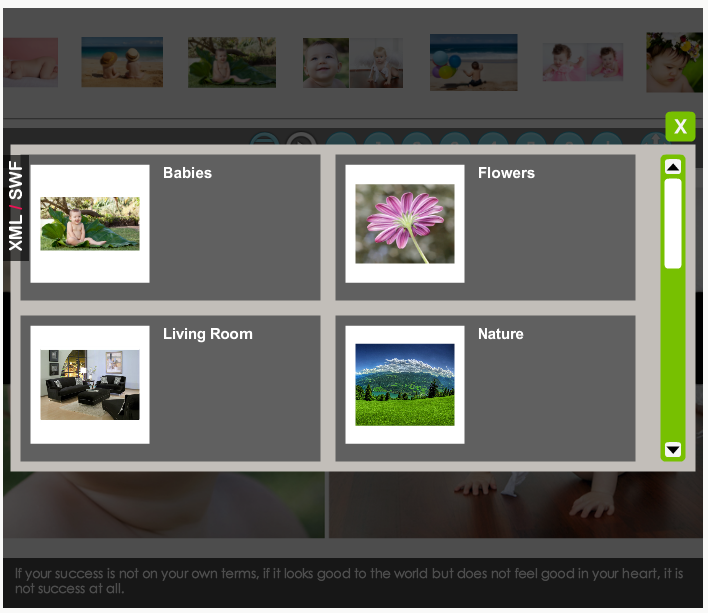 X
XML / SWF
Babies
Flowers
Living Room
Nature
If your success is not on your own terms, if it looks good to the world but does not feel good in your heart, it is
not success at all.